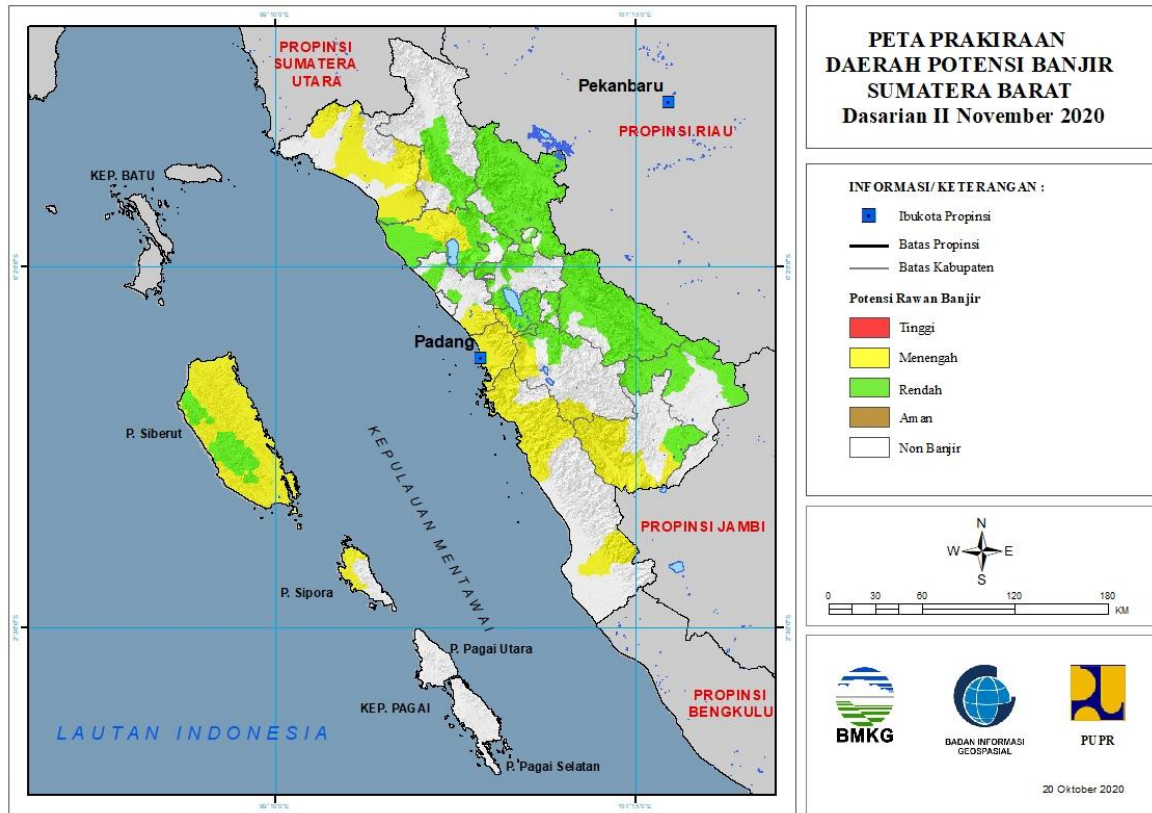 PETA PRAKIRAAN
DAERAH POTENSI BANJIR
SUMATERA BARAT
Dasarian II November 2020
INFORMASI/ KETERANGAN :
Ibukota Propinsi
Batas Propinsi
Batas Kabupaten
Potensi Rawan Banjir
Tinggi
Menengah
Rendah
Aman
Non Banjir
N
W
E
S
0
30
60
120
180
KM
BMKG
BADAN INFORMASI
GEOSPASIAL
PUPR
20 Oktober 2020
PROPINSI
SUMATERA
UTARA
Pekanbaru
PROPINSI RIAU
KEP. BATU
Padang
P. Siberut
KEPULAUAN MENTAWAI
PROPINSI JAMBI
P. Sipora
P. Pagai Utara
KEP. PAGAI
PROPINSI
BENGKULU
LAUTAN INDONESIA
P. Pagai Selatan